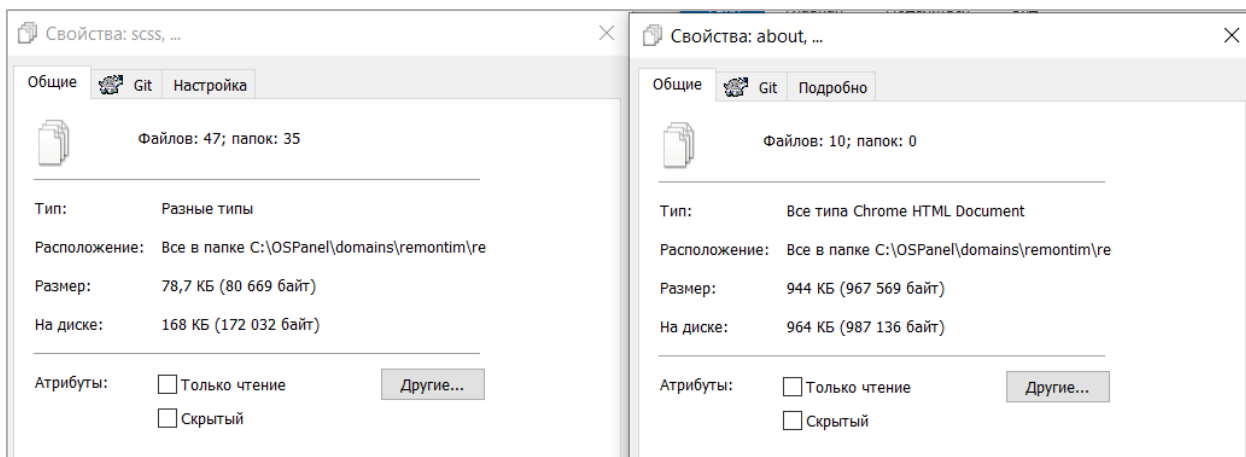 Свойства: scss, ...
Общие Git Настройка
Файлов: 47; папок: 35
Тип: Разные типы
Расположение: Все в папке C:\OSPanel\domains\remontim\re
Размер: 78,7 КБ (80 669 байт)
На диске: 168 КБ (172 032 байт)
Атрибуты: Только чтение Другие...
Скрытый
Свойства: about, ...
Общие Git Подробно
Файлов: 10; папок: 0
Тип: Все типа Chrome HTML Document
Расположение: Все в папке C:\OSPanel\domains\remontim\re
Размер: 944 КБ (967 569 байт)
На диске: 964 КБ (987 136 байт)
Атрибуты: Только чтение Другие...
Скрытый